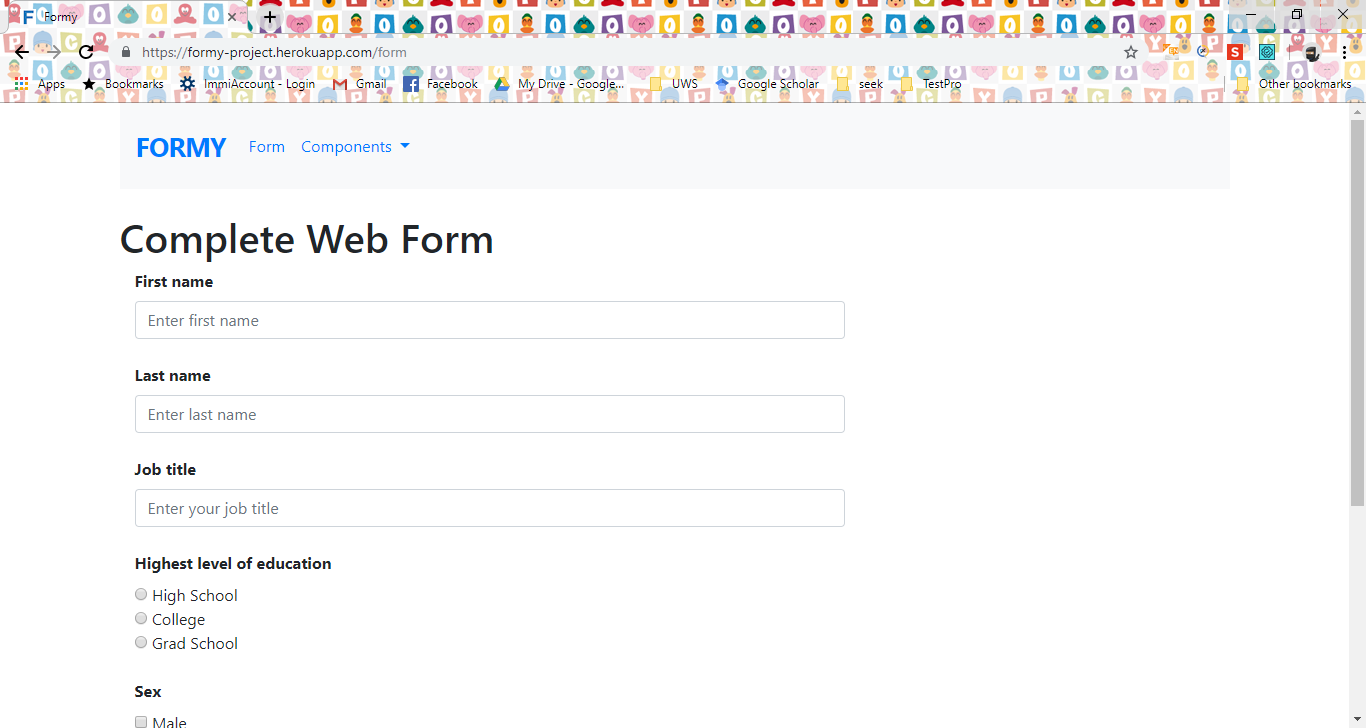 Formy
https://formy-project.herokuapp.com/form
Apps Bookmarks ImmiAccount - Login Gmail Facebook My Drive - Google... UWS Google Scholar seek TestPro Other bookmarks
FORMY Form Components
Complete Web Form
First name
Enter first name
Last name
Enter last name
Job title
Enter your job title
Highest level of education
High School
College
Grad School
Sex
Male